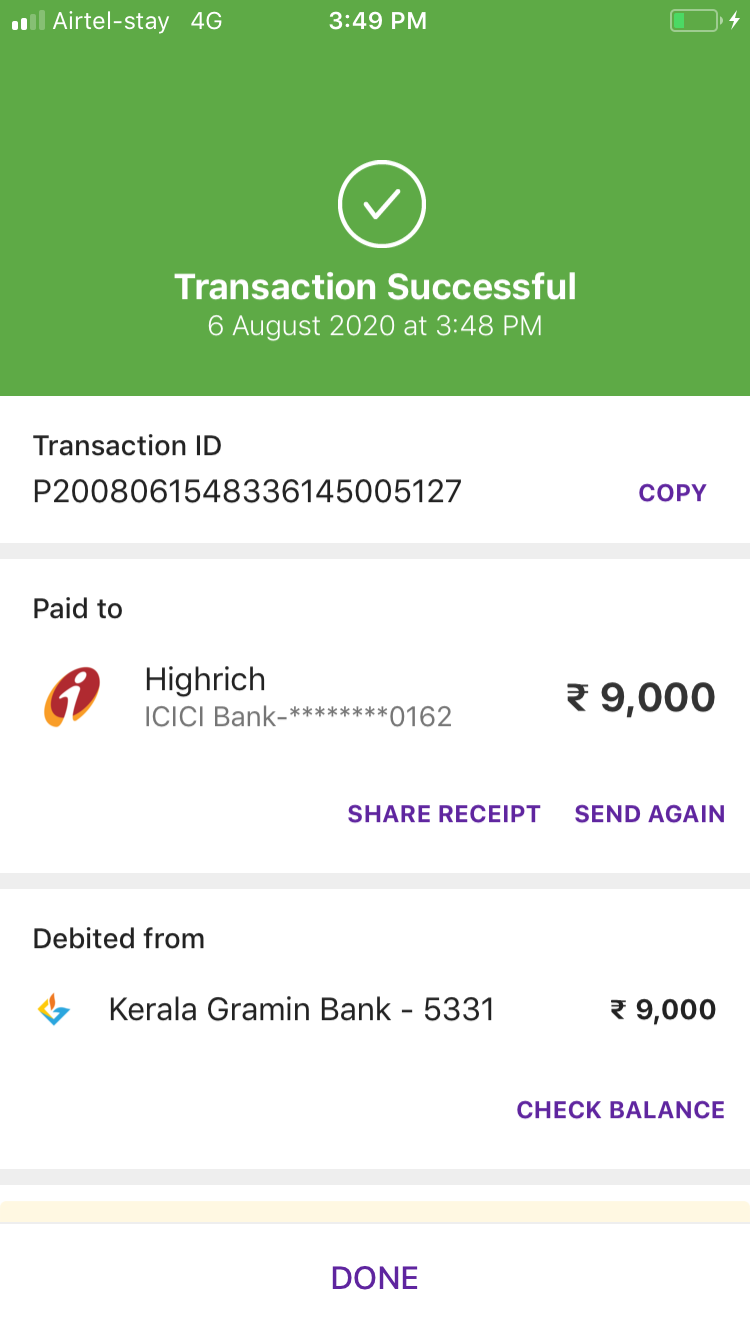 Airtel-stay 4G 3:49 PM
Transaction Successful
6 August 2020 at 3:48 PM
Transaction ID
P2008061548336145005127 COPY
Paid to
Highrich
ICICI Bank-********0162
₹ 9,000
SHARE RECEIPT SEND AGAIN
Debited from
Kerala Gramin Bank - 5331 ₹ 9,000
CHECK BALANCE
DONE